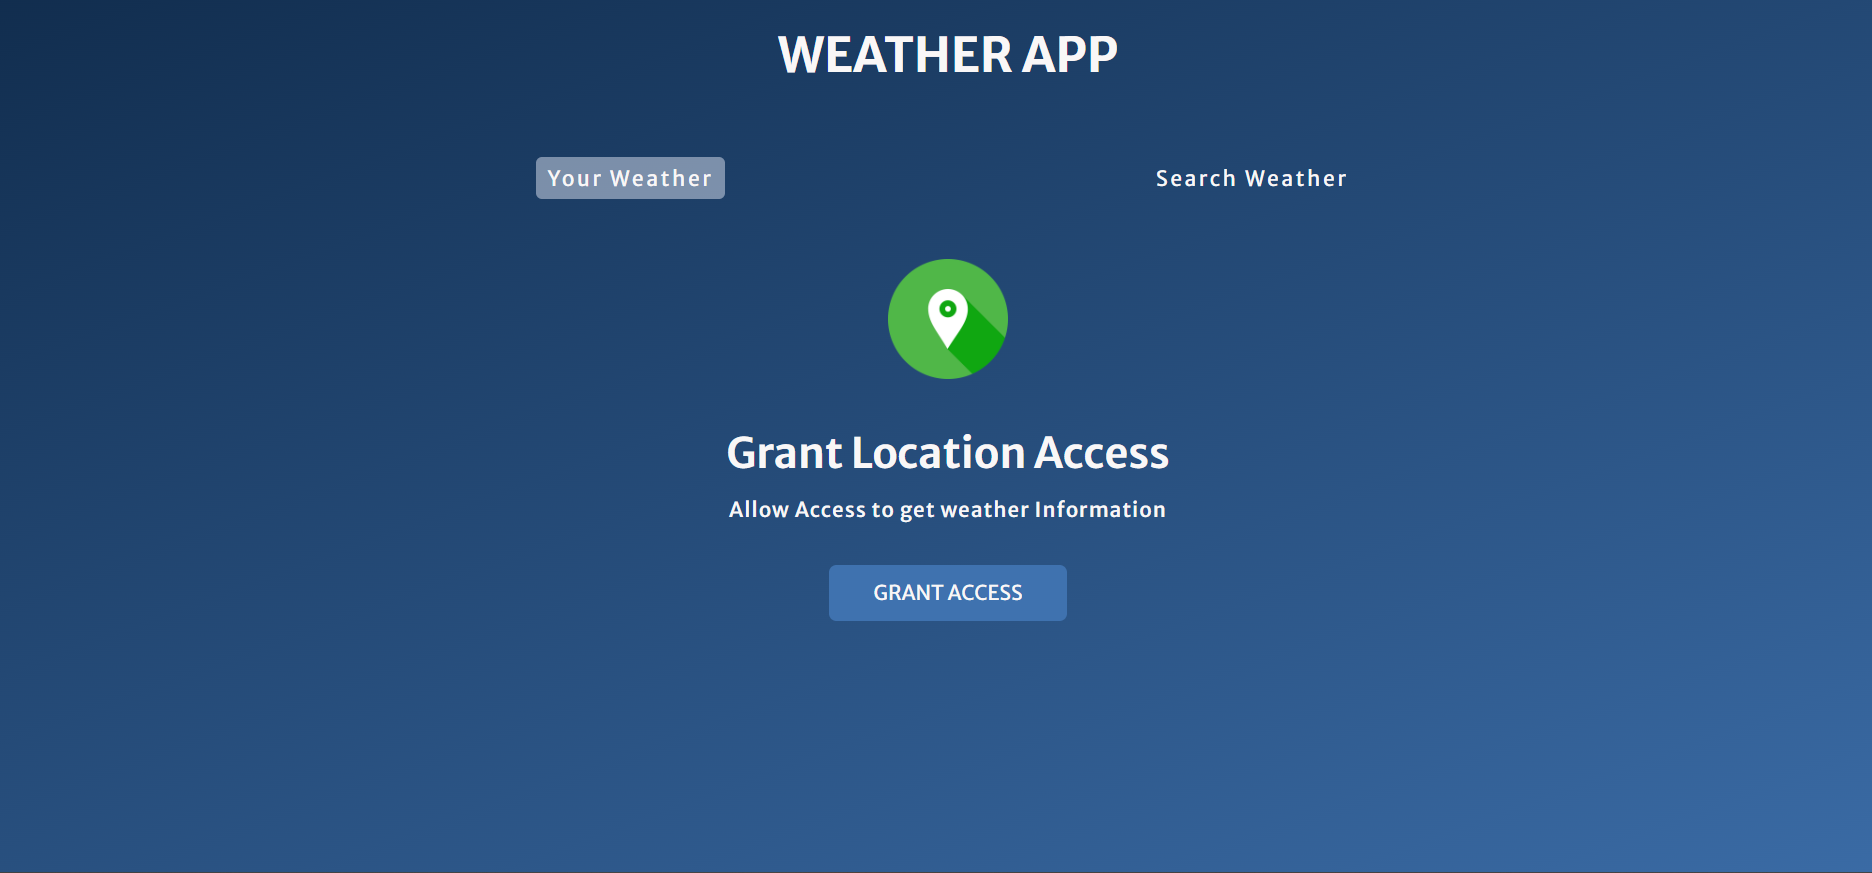 WEATHER APP
Your Weather
Search Weather
Grant Location Access
Allow Access to get weather Information
GRANT ACCESS